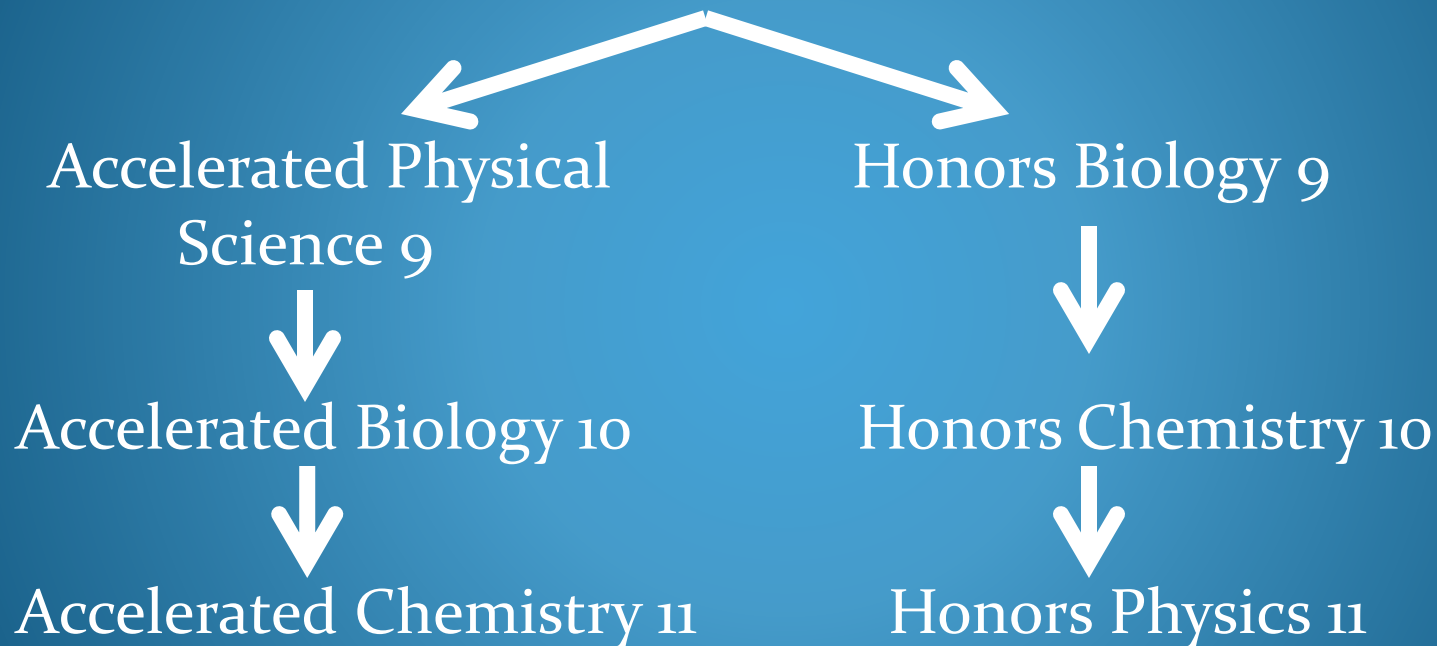 Accelerated Physical
Science 9
Honors Biology 9
Accelerated Biology 10
Honors Chemistry 10
Accelerated Chemistry 11
Honors Physics 11